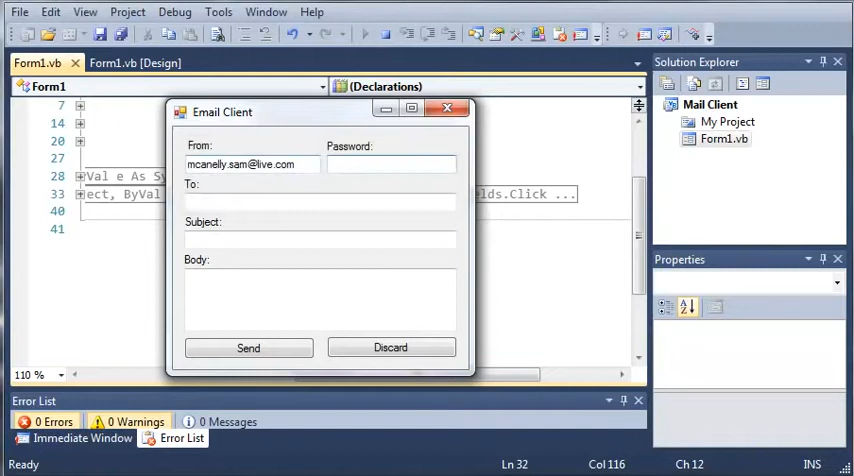 File Edit View Project Debug Tools Window Help
Form1.vb Form1.vb [Design]
Form1 (Declarations)
7
14
20
27
28 Val e As Sy
33 ect, ByVal elds.Click ...
40
41
Email Client
From: Password:
mcanelly.sam@live.com
To:
Subject:
Body:
Send Discard
110 %
Solution Explorer
Mail Client
My Project
Form1.vb
Properties
Error List
0 Errors 0 Warnings 0 Messages
Immediate Window Error List
Ready Ln 32 Col 116 Ch 12 INS